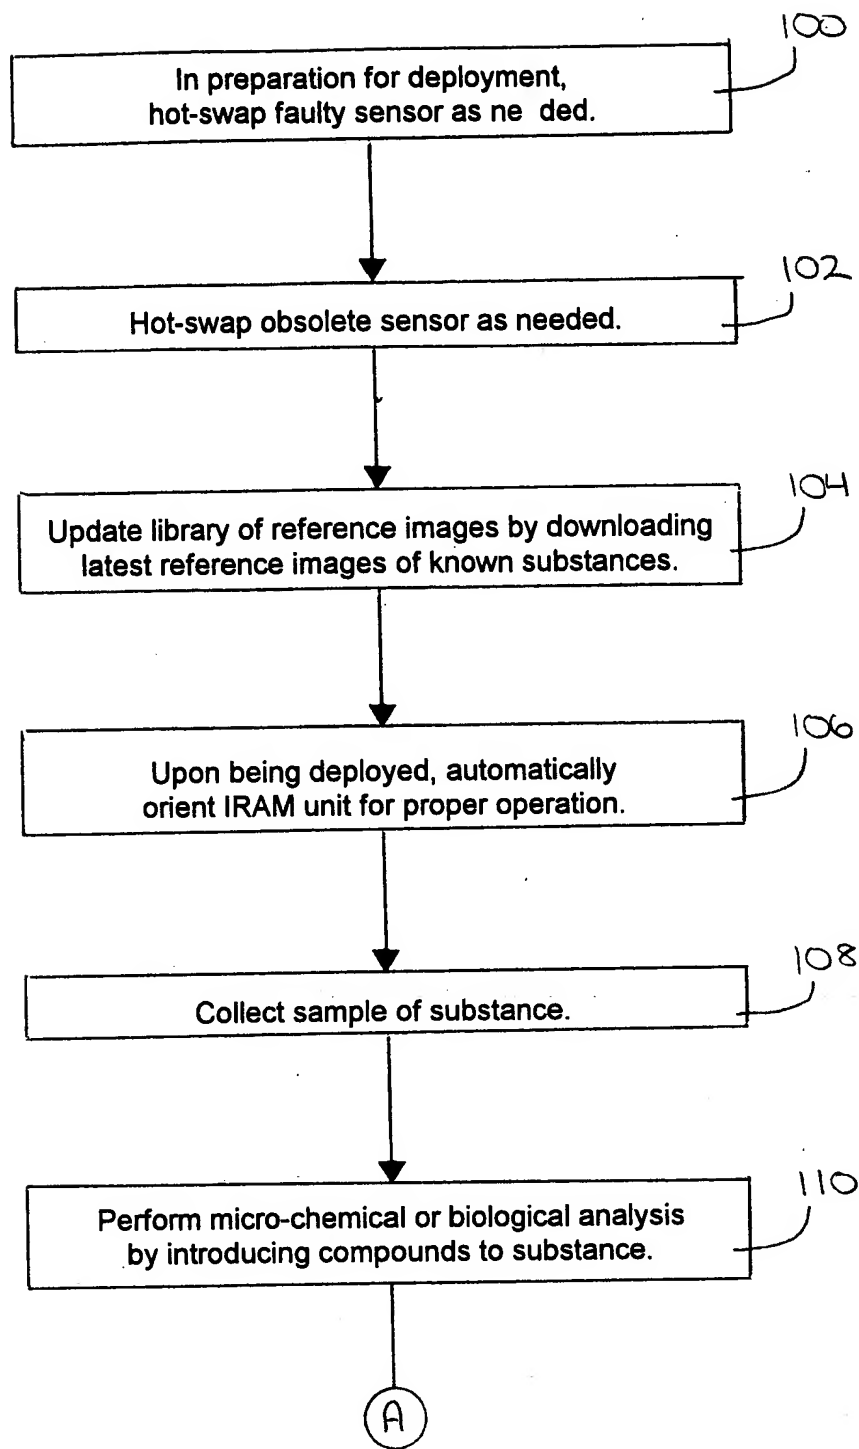 100
In preparation for deployment,
hot-swap faulty sensor as ne ded.
102
Hot-swap obsolete sensor as needed.
104
Update library of reference images by downloading
latest reference images of known substances.
106
Upon being deployed, automatically
orient IRAM unit for proper operation.
108
Collect sample of substance.
110
Perform micro-chemical or biological analysis
by introducing compounds to substance.
A